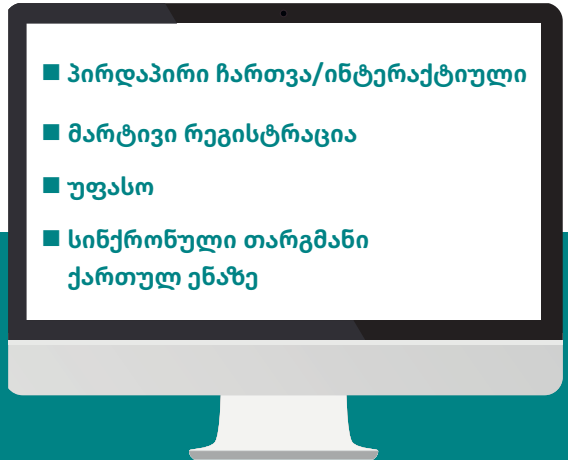 ■ პირდაპირი ჩართვა/ინტერაქტიული
■ მარტივი რეგისტრაცია
■ უფასო
■ სინქრონული თარგმანი
ქართულ ენაზე